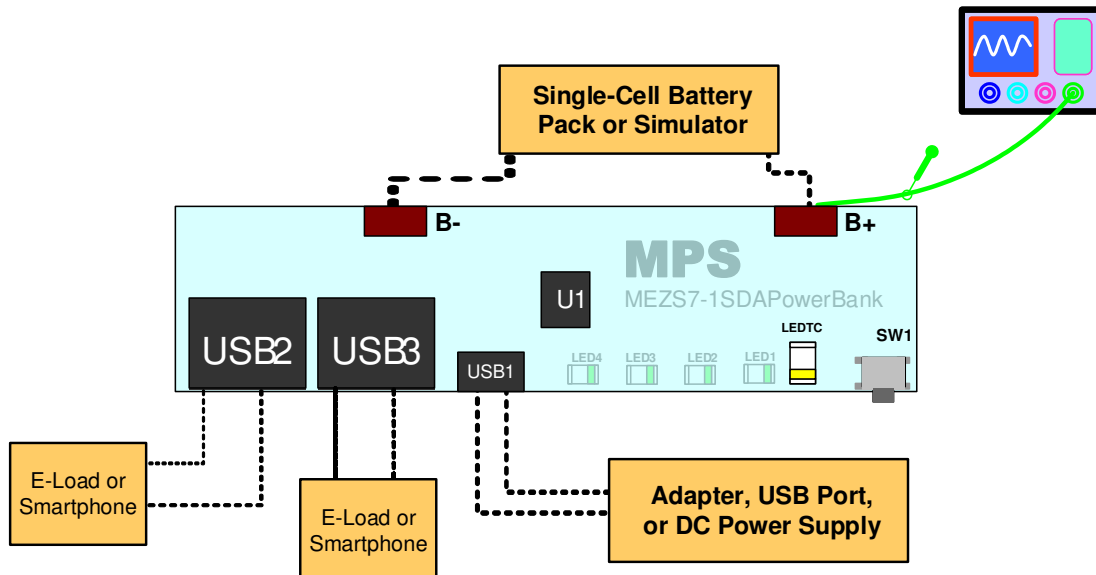 Single-Cell Battery
Pack or Simulator
B-
B+
MPS
MEZS7-1SDAPowerBank
U1
USB2
USB3
USB1
LED4
LED3
LED2
LED1
LEDTC
SW1
E-Load or
Smartphone
E-Load or
Smartphone
Adapter, USB Port,
or DC Power Supply